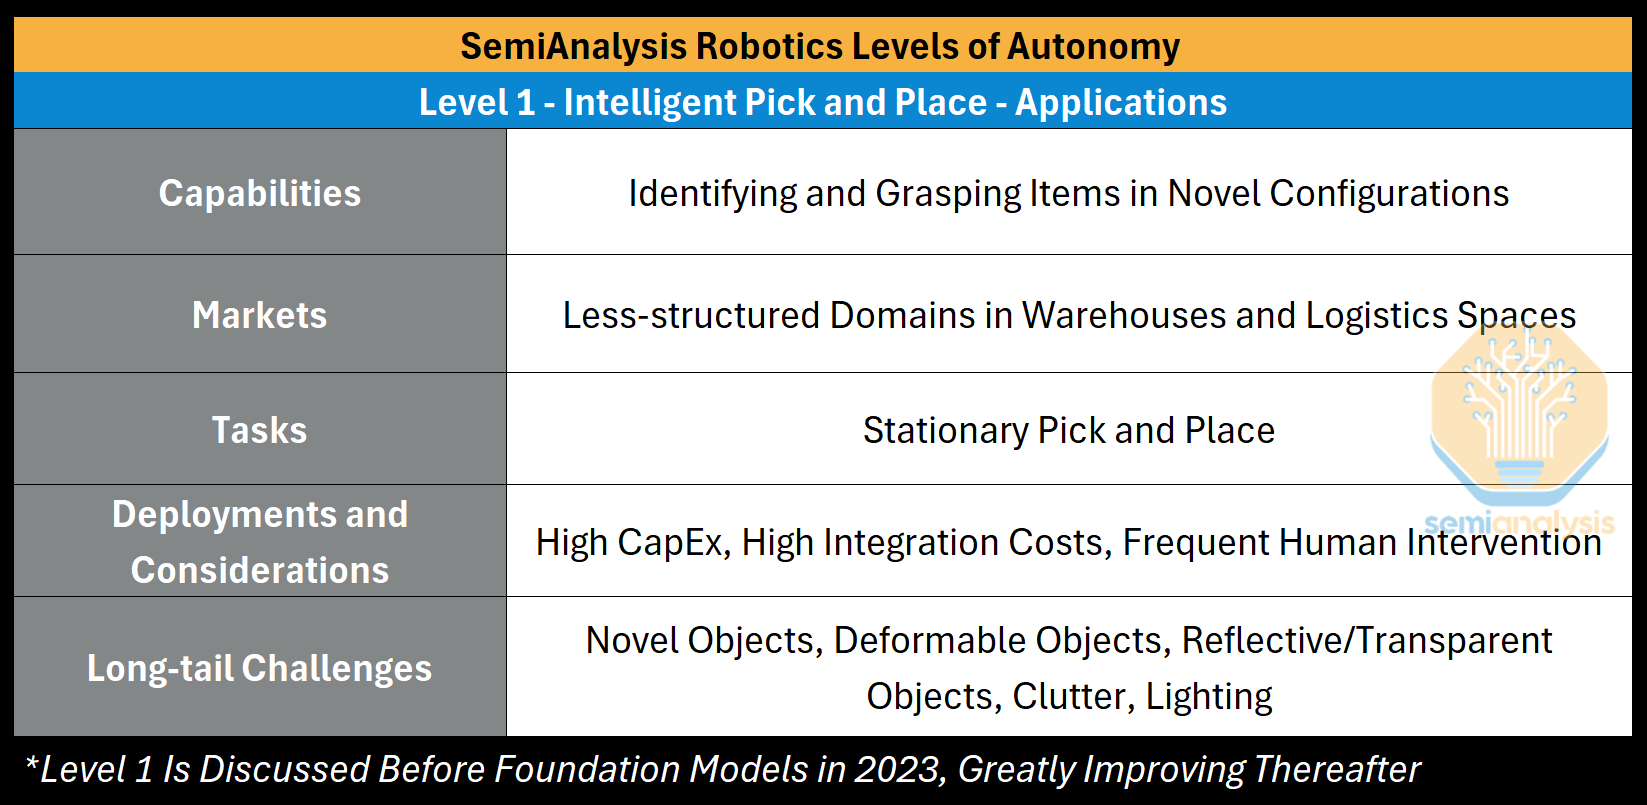 SemiAnalysis Robotics Levels of Autonomy
Level 1 - Intelligent Pick and Place - Applications
Capabilities
Identifying and Grasping Items in Novel Configurations
Markets
Less-structured Domains in Warehouses and Logistics Spaces
Tasks
Stationary Pick and Place
Deployments and
Considerations
High CapEx, High Integration Costs, Frequent Human Intervention
Long-tail Challenges
Novel Objects, Deformable Objects, Reflective/Transparent
Objects, Clutter, Lighting
semianalysis
*Level 1 Is Discussed Before Foundation Models in 2023, Greatly Improving Thereafter